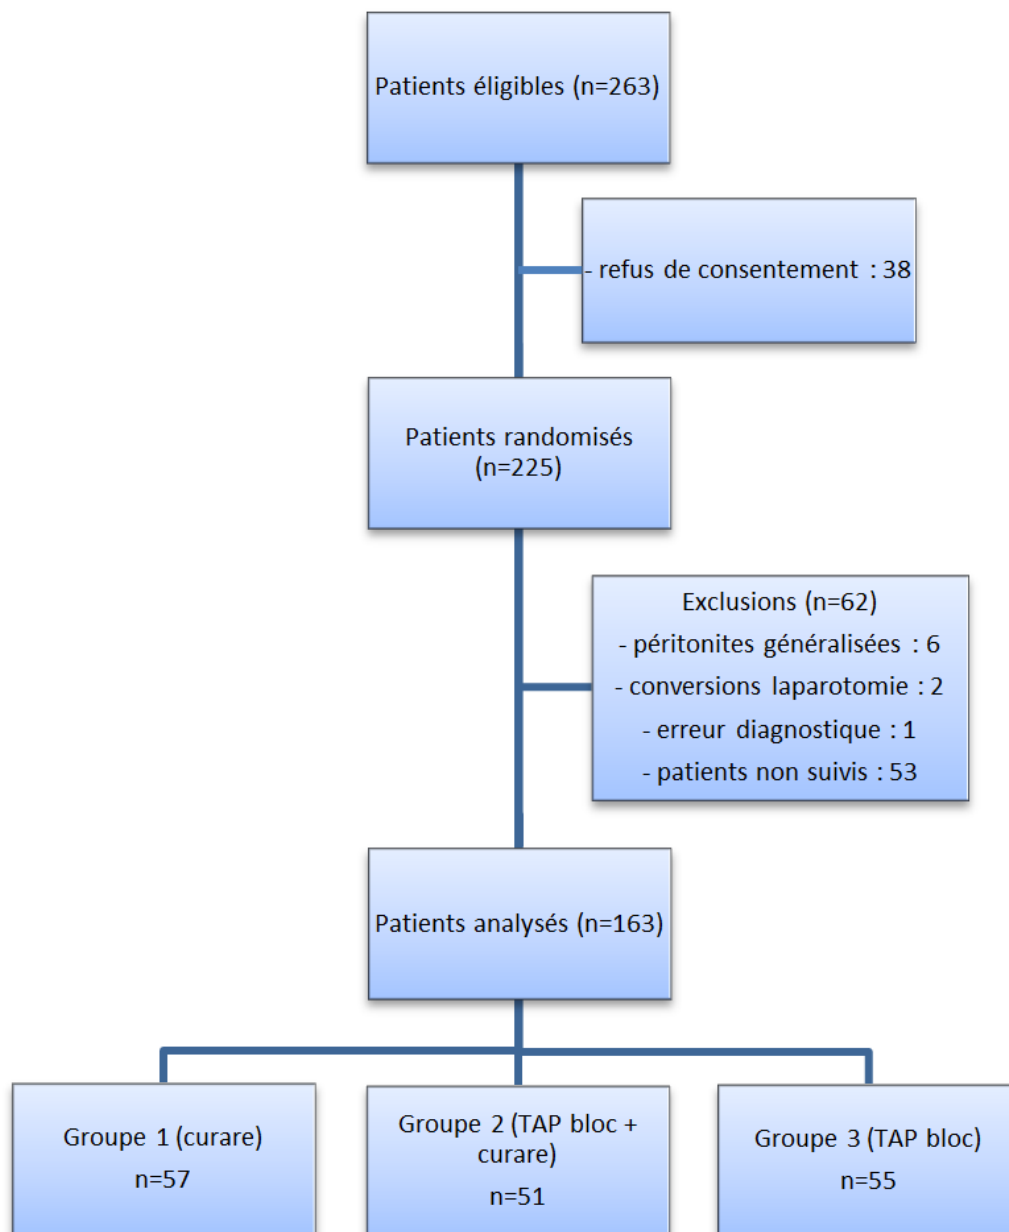 Patients éligibles (n=263)
- refus de consentement : 38
Patients randomisés
(n=225)
Exclusions (n=62)
- péritonites généralisées : 6
- conversions laparotomie : 2
- erreur diagnostique : 1
- patients non suivis : 53
Patients analysés (n=163)
Groupe 1 (curare)
n=57
Groupe 2 (TAP bloc +
curare)
n=51
Groupe 3 (TAP bloc)
n=55